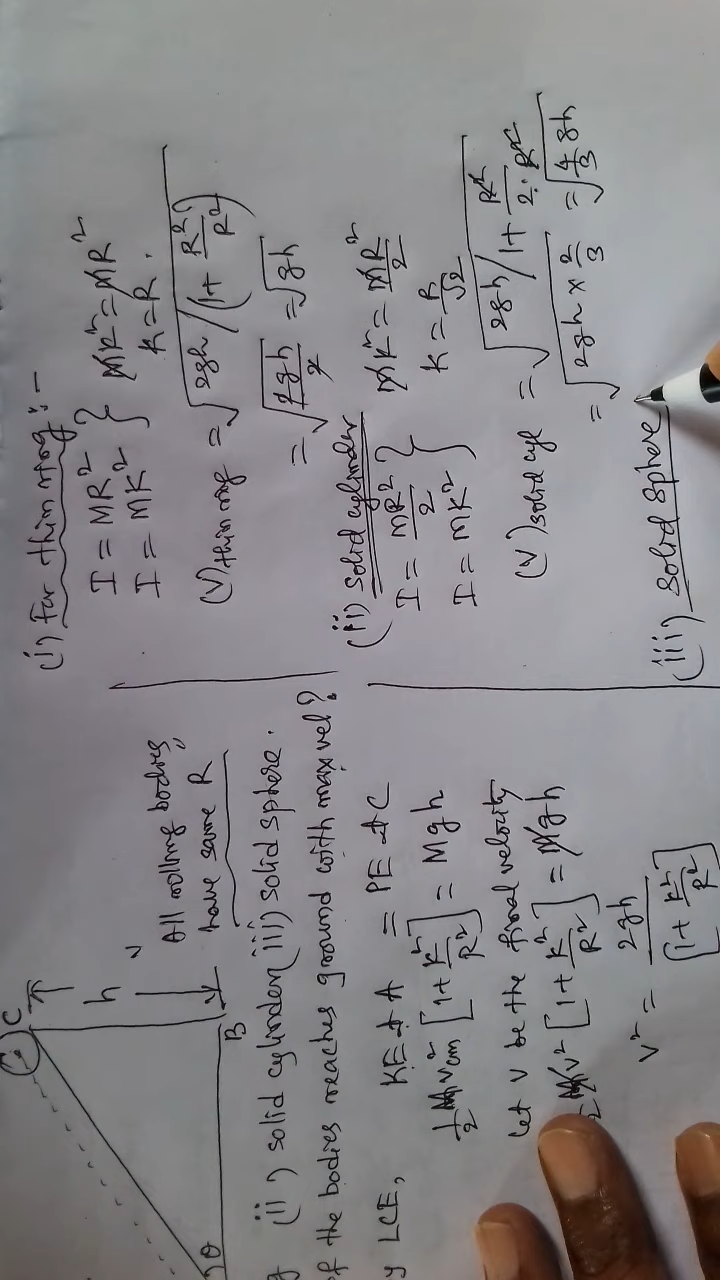 C
h
B
θ
"All rolling bodies
have same R"
(ii) solid cylinder (iii) solid sphere.
of the bodies reaches ground with max vel?
LCE,
KE at A = PE at C
1/2 M v²cm [1 + K²/R²] = Mgh
Let v be the final velocity
1/2 M v² [1 + K²/R²] = Mgh
v² = 2gh / [1 + K²/R²]
(i) For thin ring :-
I = MR² } MK² = MR²
I = MK² } K = R.
(V) thin ring = √2gh / (1 + R²/R²)
= √2gh/2 = √gh
(ii) Solid cylinder
I = mR²/2 } mK² = mR²/2
I = mK² } K = R/√2
(V) solid cyl = √2gh / 1 + R²/2·R²
= √2gh × 2/3 = √4/3 gh
(iii) Solid Sphere